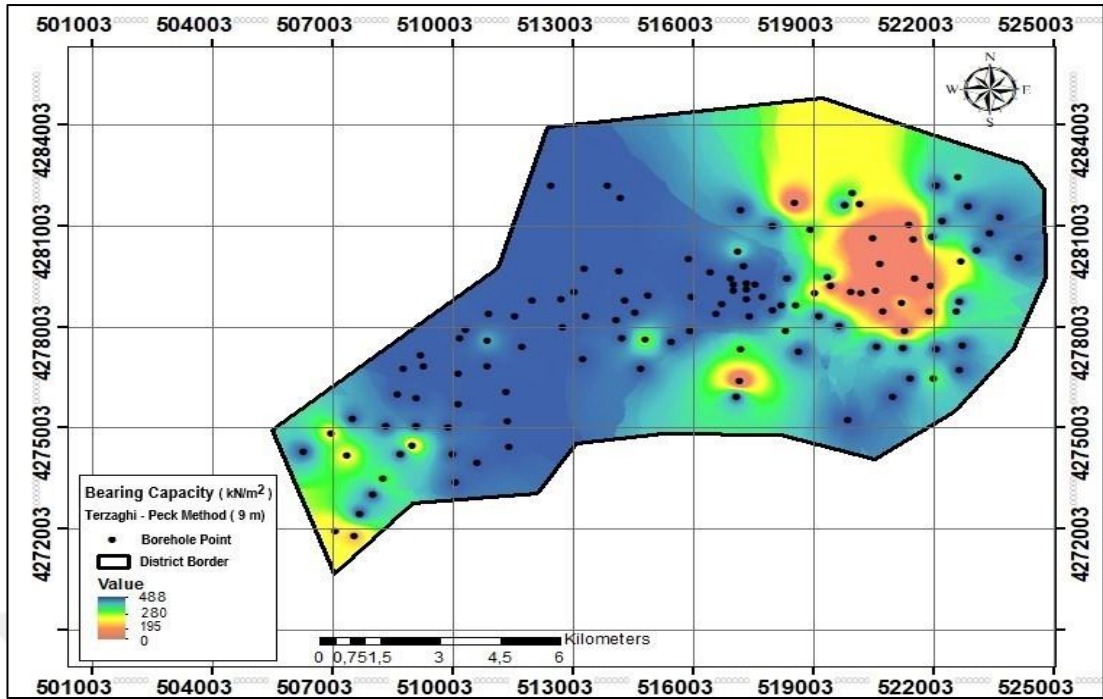 501003 504003 507003 510003 513003 516003 519003 522003 525003
N
W E
S
4284003 4284003
4281003 4281003
4278003 4278003
4275003 4275003
4272003 4272003
Bearing Capacity ( kN/m²)
Terzaghi - Peck Method ( 9 m)
Borehole Point
District Border
Value
488
280
195
0
Kilometers
0 0,75 1,5 3 4,5 6
501003 504003 507003 510003 513003 516003 519003 522003 525003